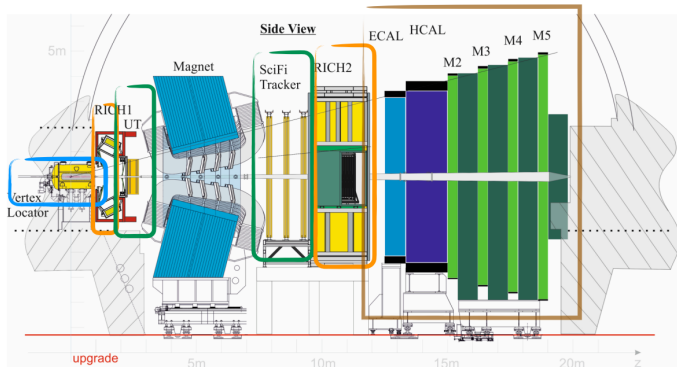 Side View
5m
Magnet
ECAL
HCAL
M2
M3
M4
M5
SciFi
Tracker
RICH2
RICH1
UT
Vertex
Locator
upgrade
5m
10m
15m
20m
z